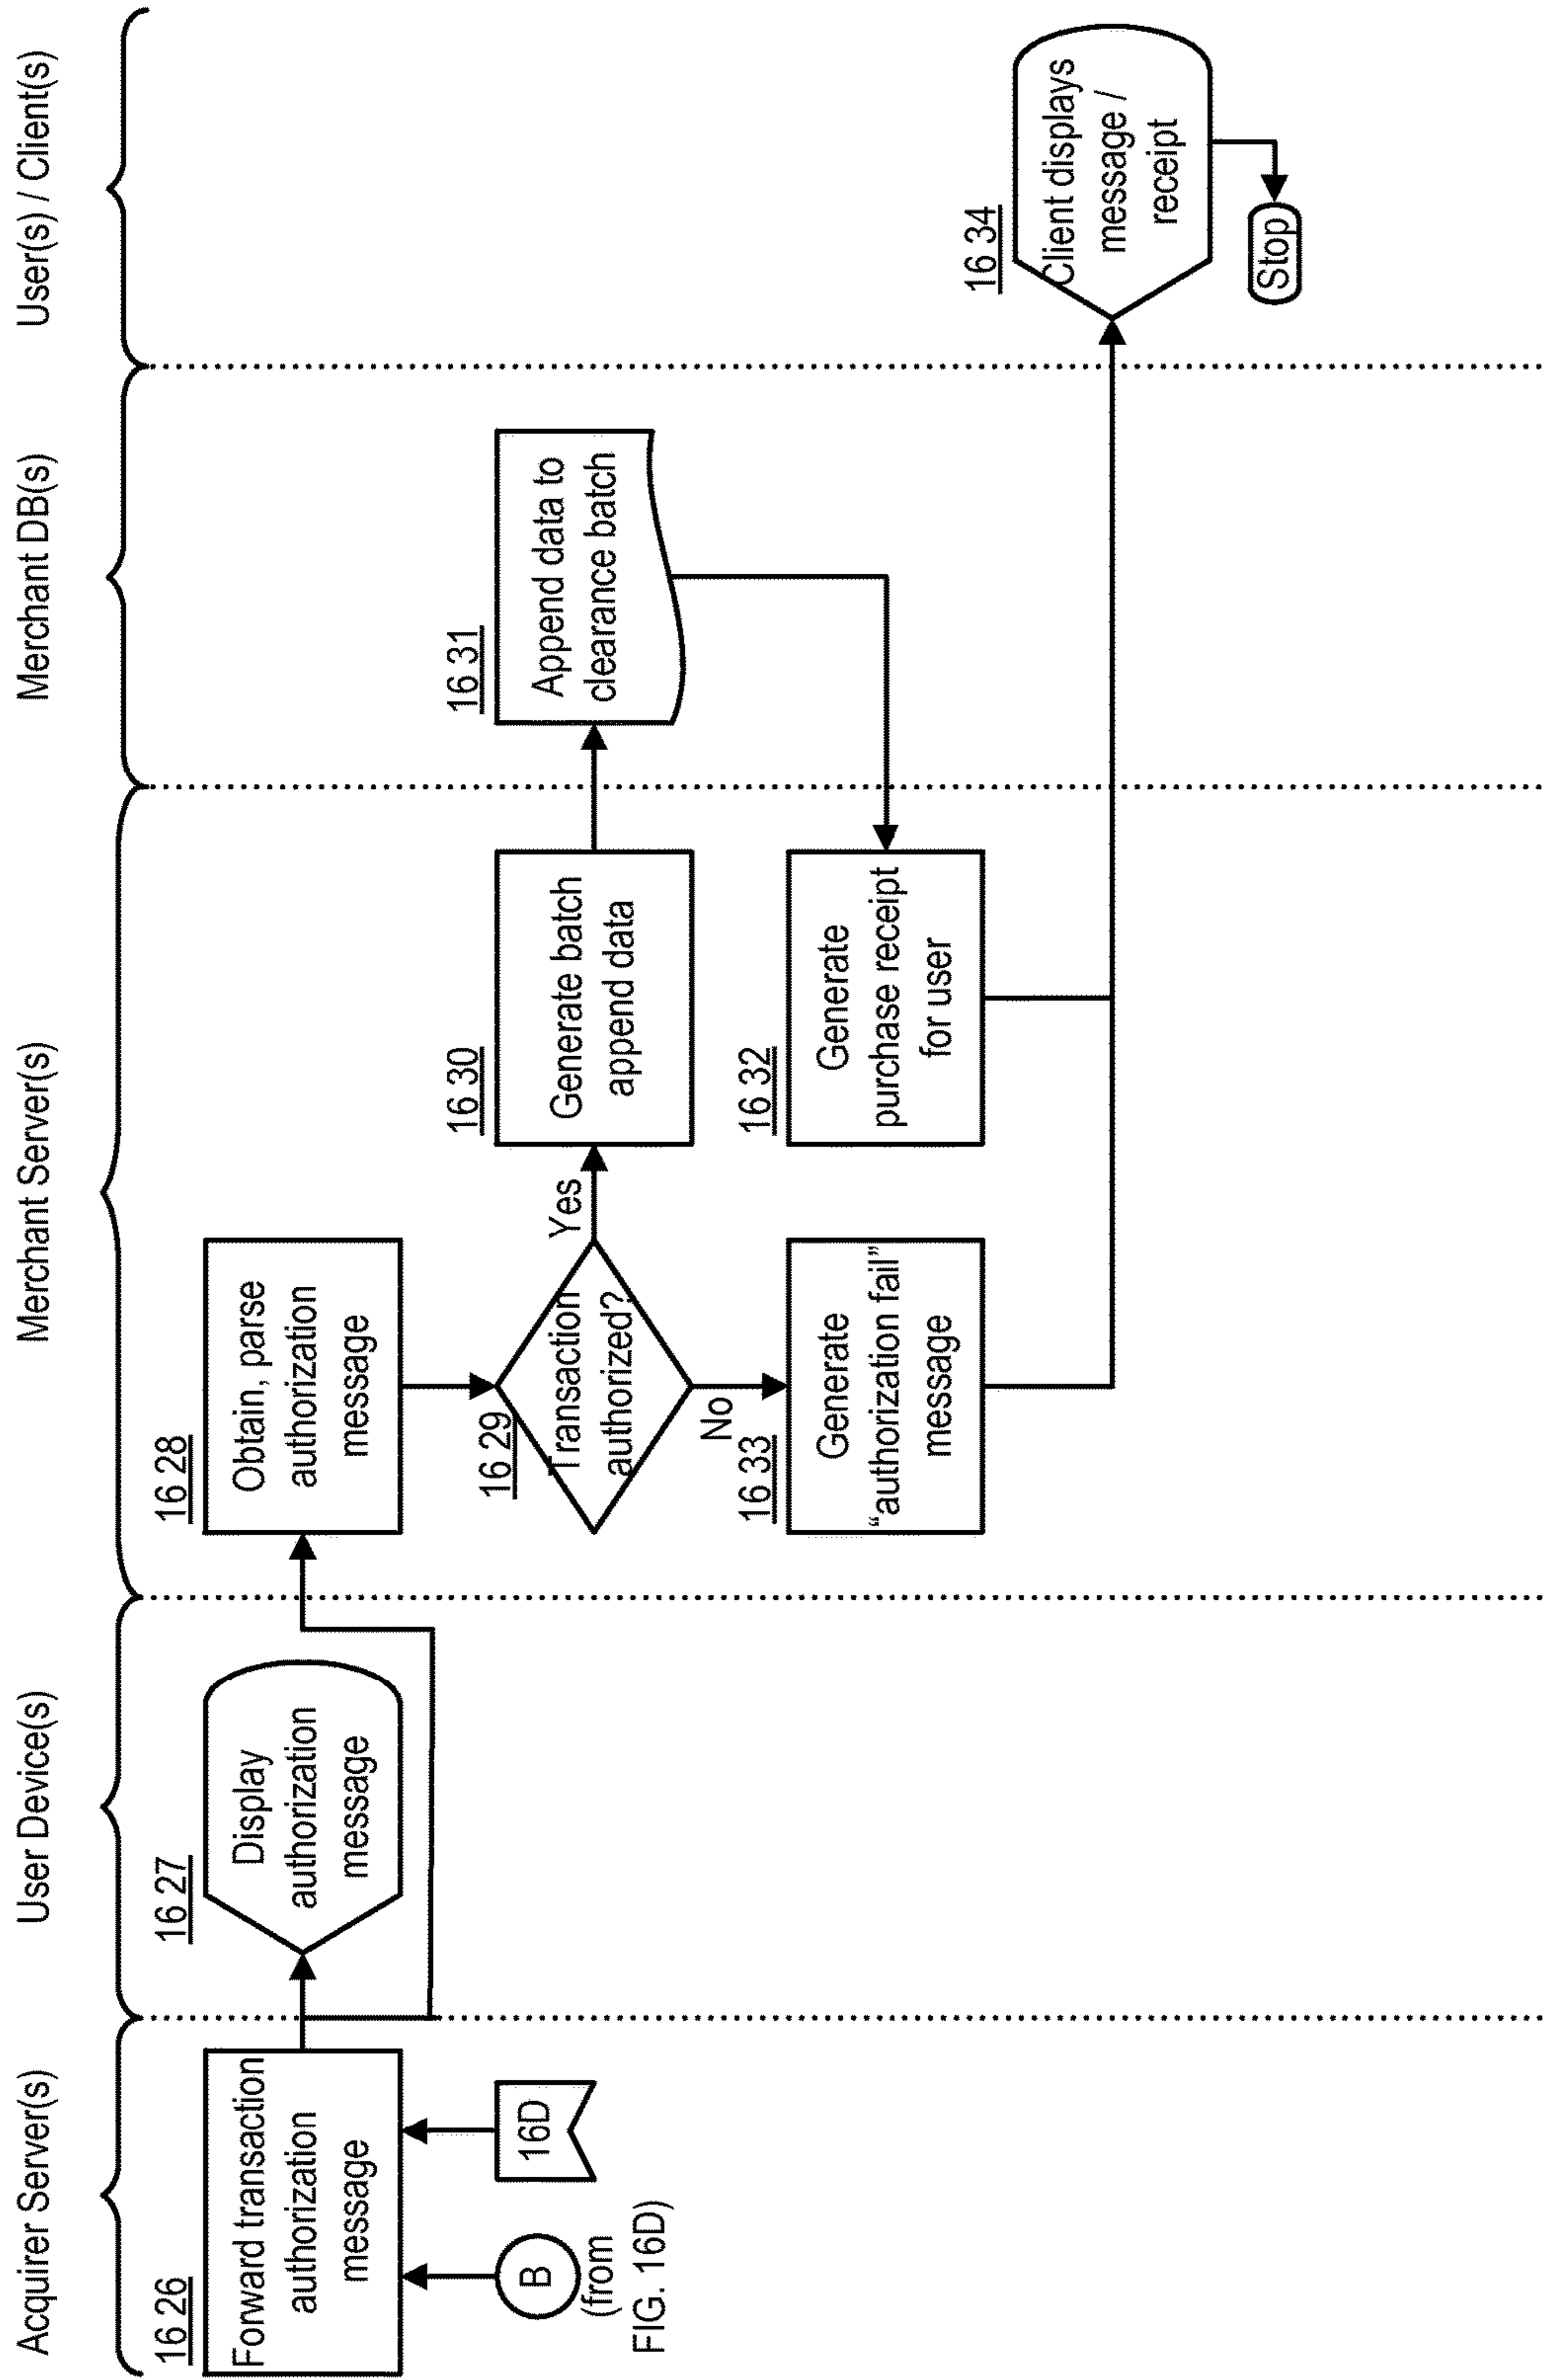 Acquirer Server(s)
User Device(s)
Merchant Server(s)
Merchant DB(s)
User(s) / Client(s)
16 26
Forward transaction
authorization
message
B
(from
FIG. 16D)
16D
16 27
Display
authorization
message
16 28
Obtain, parse
authorization
message
16 29
Transaction
authorized?
Yes
No
16 30
Generate batch
append data
16 31
Append data to
clearance batch
16 32
Generate
purchase receipt
for user
16 33
Generate
“authorization fail”
message
16 34
Client displays
message /
receipt
Stop